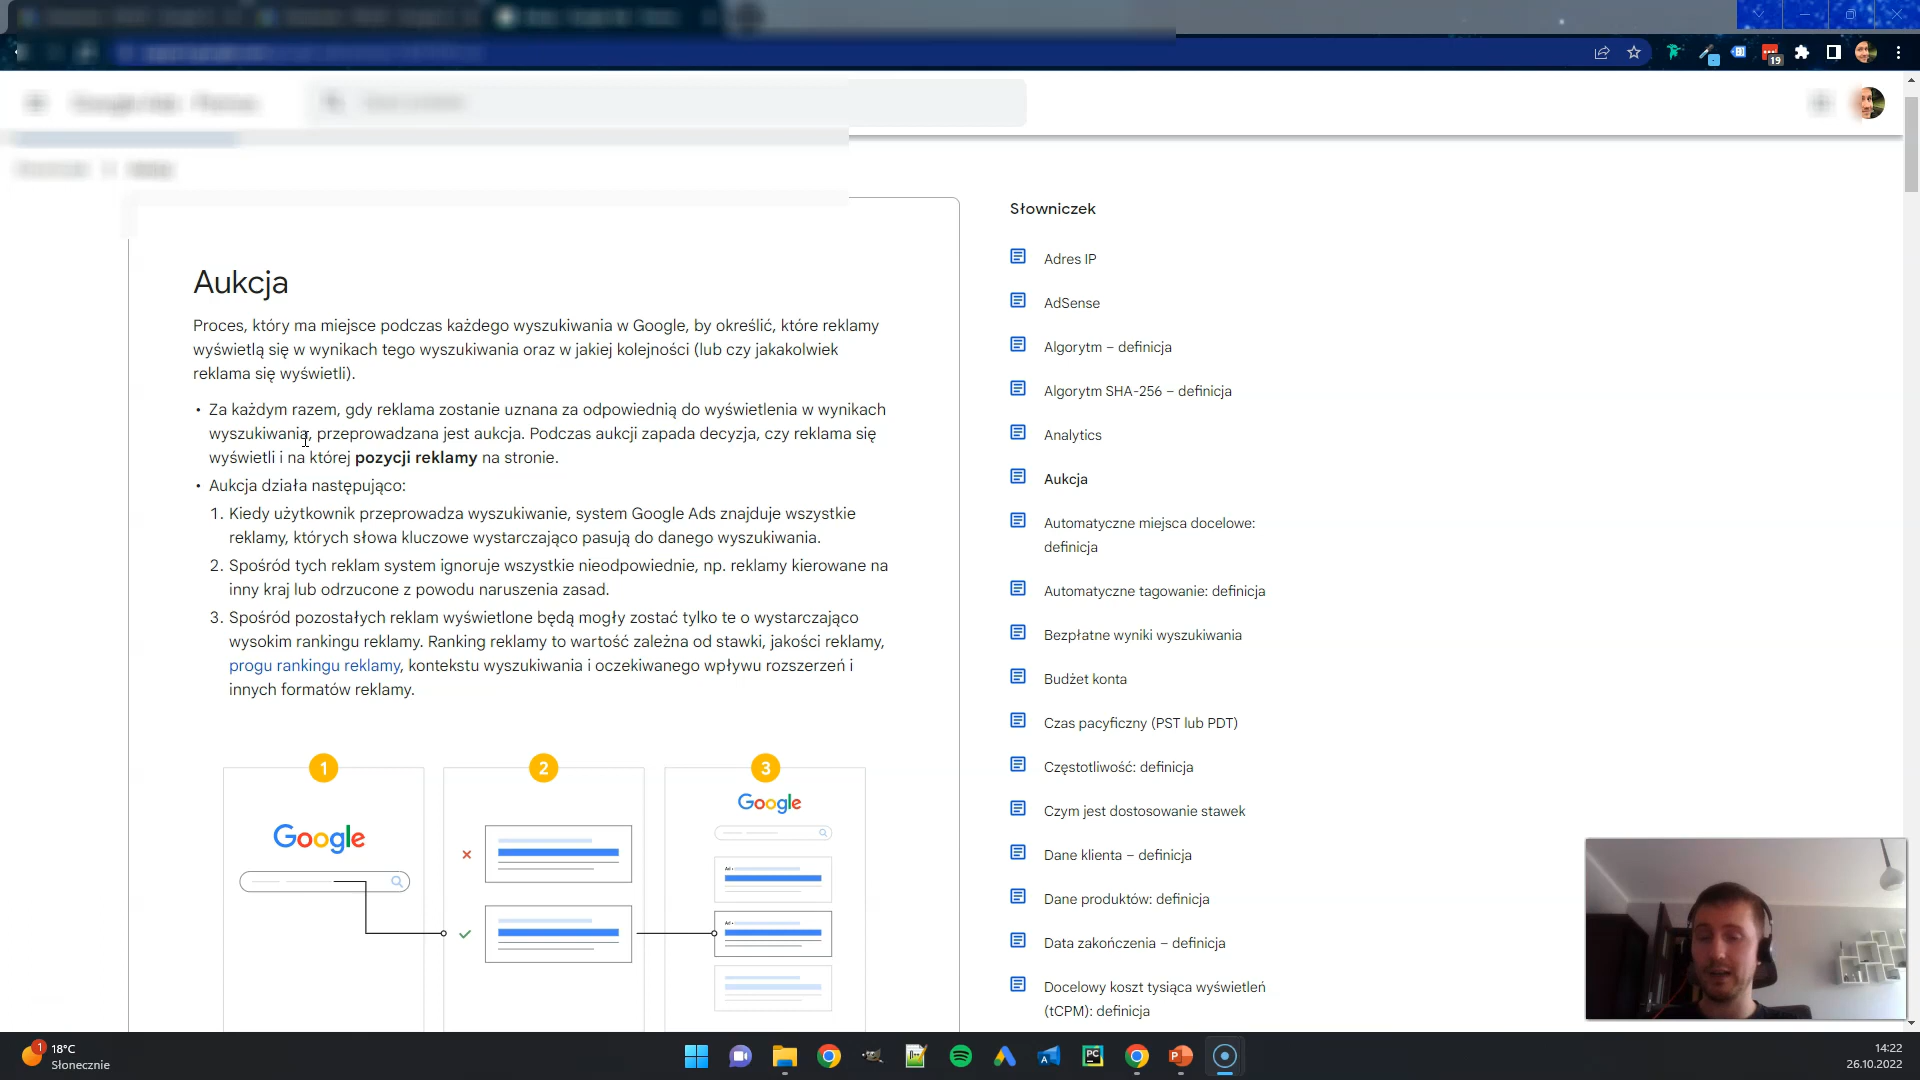 19
Słowniczek
Aukcja
Proces, który ma miejsce podczas każdego wyszukiwania w Google, by określić, które reklamy
wyświetlą się w wynikach tego wyszukiwania oraz w jakiej kolejności (lub czy jakakolwiek
reklama się wyświetli).
• Za każdym razem, gdy reklama zostanie uznana za odpowiednią do wyświetlenia w wynikach
wyszukiwania, przeprowadzana jest aukcja. Podczas aukcji zapada decyzja, czy reklama się
wyświetli i na której pozycji reklamy na stronie.
• Aukcja działa następująco:
1. Kiedy użytkownik przeprowadza wyszukiwanie, system Google Ads znajduje wszystkie
reklamy, których słowa kluczowe wystarczająco pasują do danego wyszukiwania.
2. Spośród tych reklam system ignoruje wszystkie nieodpowiednie, np. reklamy kierowane na
inny kraj lub odrzucone z powodu naruszenia zasad.
3. Spośród pozostałych reklam wyświetlone będą mogły zostać tylko te o wystarczająco
wysokim rankingu reklamy. Ranking reklamy to wartość zależna od stawki, jakości reklamy,
progu rankingu reklamy, kontekstu wyszukiwania i oczekiwanego wpływu rozszerzeń i
innych formatów reklamy.
1
2
3
Google
Google
Ad •
Ad •
Adres IP
AdSense
Algorytm – definicja
Algorytm SHA-256 – definicja
Analytics
Aukcja
Automatyczne miejsca docelowe:
definicja
Automatyczne tagowanie: definicja
Bezpłatne wyniki wyszukiwania
Budżet konta
Czas pacyficzny (PST lub PDT)
Częstotliwość: definicja
Czym jest dostosowanie stawek
Dane klienta – definicja
Dane produktów: definicja
Data zakończenia – definicja
Docelowy koszt tysiąca wyświetleń
(tCPM): definicja
1
18°C
Słonecznie
PC
P
14:22
26.10.2022